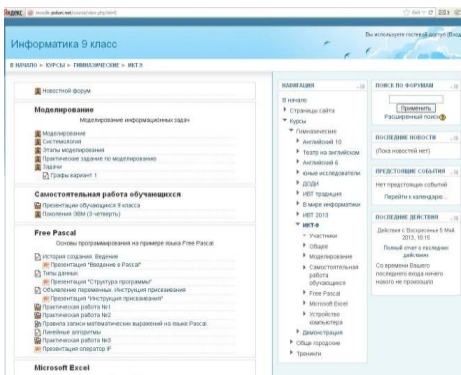 Яндекс
Вы используете гостевой доступ (Вход
Информатика 9 класс
В НАЧАЛО ► КУРСЫ ► ГИМНАЗИЧЕСКИЕ ► ИКТ-9
Новостной форум
Моделирование
Моделирование информационных задач
Моделирование
Системология
Этапы моделирования
Практические задание по моделированию
Задачи
Графы вариант 1
Самостоятельная работа обучающихся
Презентации обучающихся 9 класса
Поколения ЭВМ (3-четверть)
Free Pascal
Основы программирования на примере языка Free Pascal
История создания. Ведение
Презентация "Введение в Pascal"
Типы данных.
Презентация "Структура программы"
Объявление переменных. Инструкция присваивания
Презентация "Инструкция присваивания"
Практическая работа №1
Практическая работа №2
Правила записи математических выражений на языке Pascal.
Линейные алгоритмы
Практическая работа №3
Презентация оператор IF
Microsoft Excel
НАВИГАЦИЯ
В начало
Страницы сайта
Курсы
Гимназические
Английский 10
Театр на английском
Английский 6
юные исследователи
ДОДИ
ИВТ традиция
В мире информатики
ИВТ 2013
ИКТ-9
Участники
Общее
Моделирование
Самостоятельная
работа
обучающихся
Free Pascal
Microsoft Excel
Устройство
компьютера
Демонстрация
Обще городские
Тренинги
ПОИСК ПО ФОРУМАМ
Применить
Расширенный поиск
ПОСЛЕДНИЕ НОВОСТИ
(Пока новостей нет)
ПРЕДСТОЯЩИЕ СОБЫТИЯ
Нет предстоящих событий
Перейти к календарю...
ПОСЛЕДНИЕ ДЕЙСТВИЯ
Действия с Воскресенье 5 Май
2013, 10:15
Полный отчет о последних
действиях
Со времени Вашего
последнего входа ничего
нового не произошло